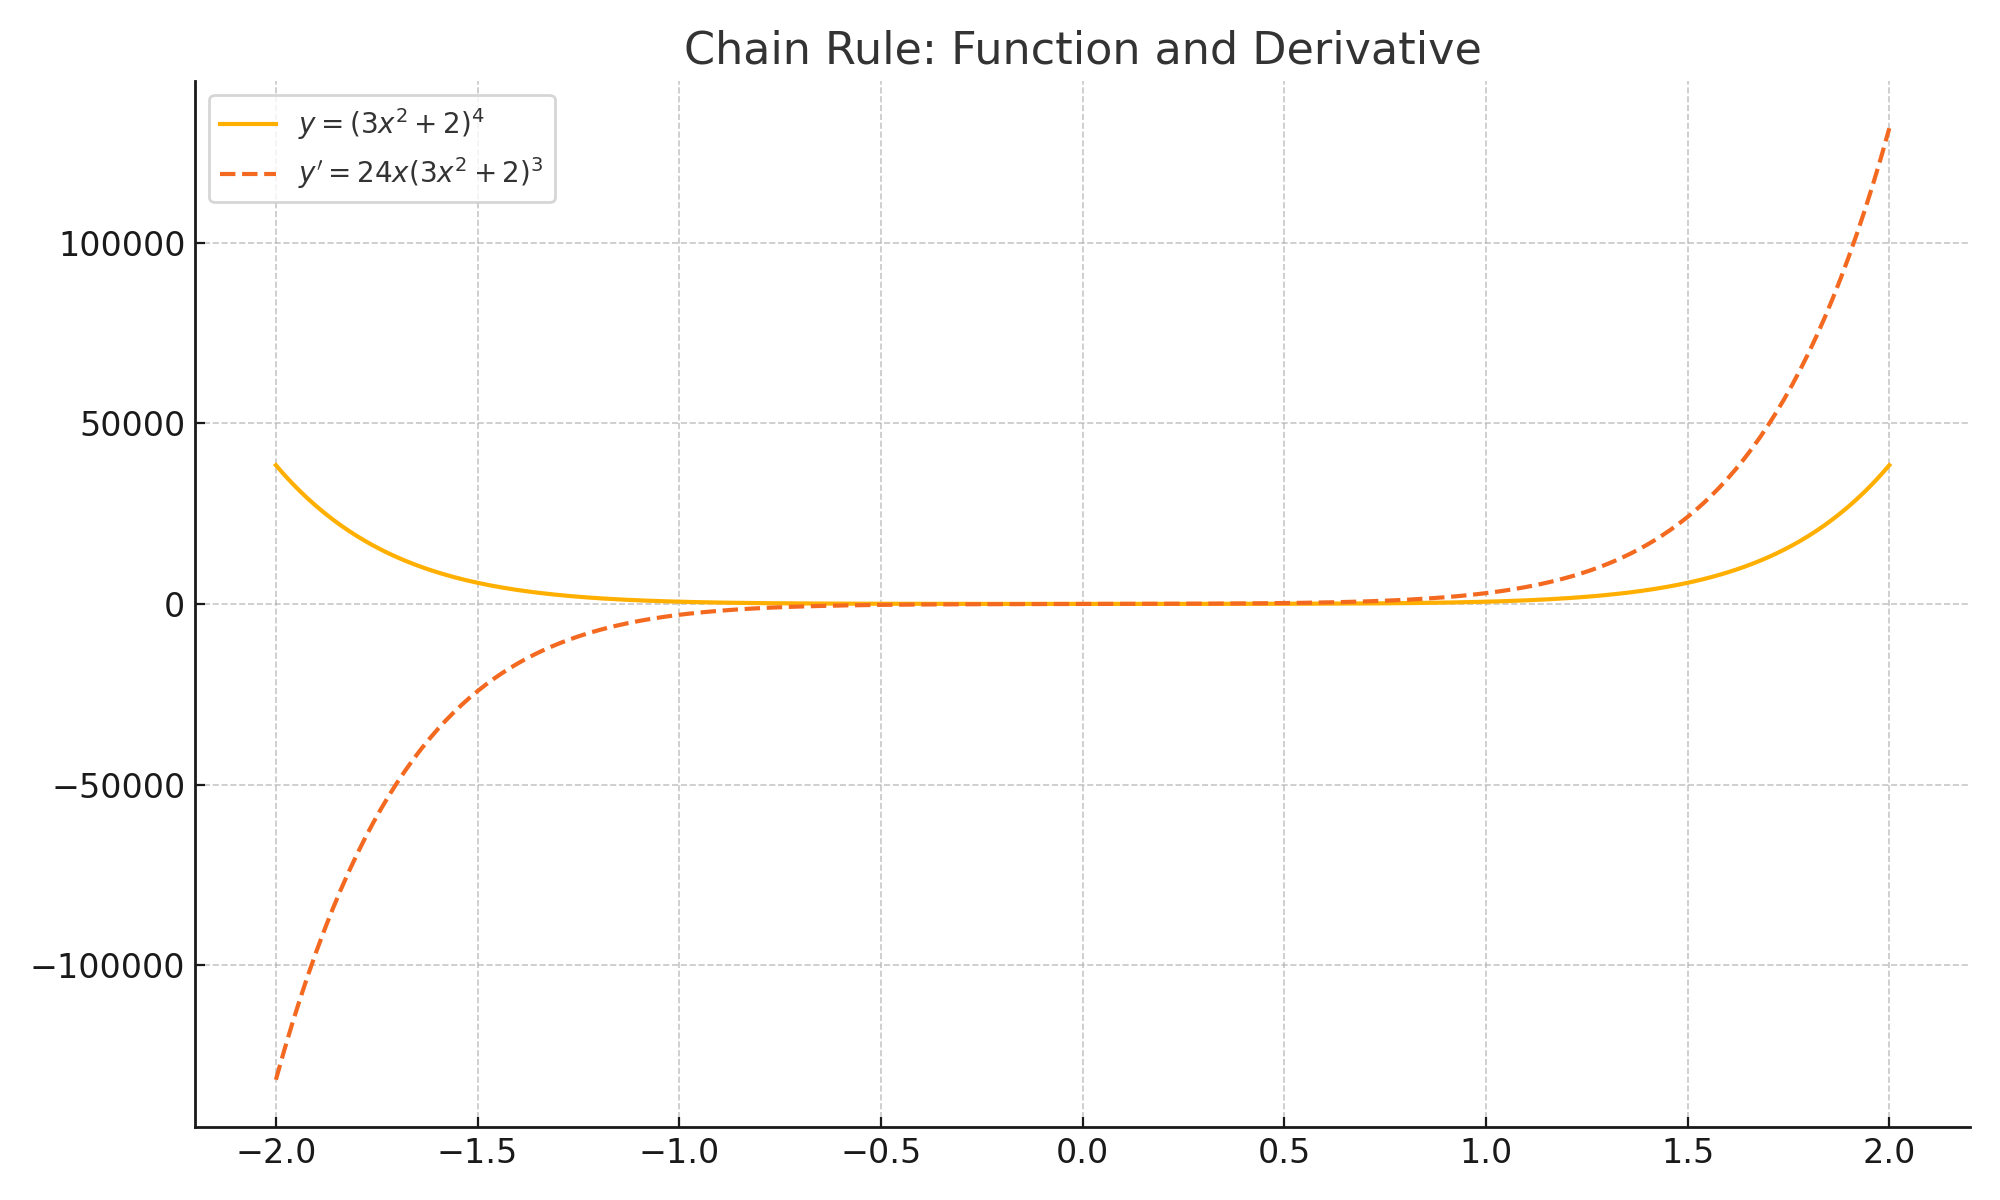 Chain Rule: Function and Derivative
y = (3x² + 2)⁴
y′ = 24x(3x² + 2)³
100000
50000
0
−50000
−100000
−2.0 −1.5 −1.0 −0.5 0.0 0.5 1.0 1.5 2.0